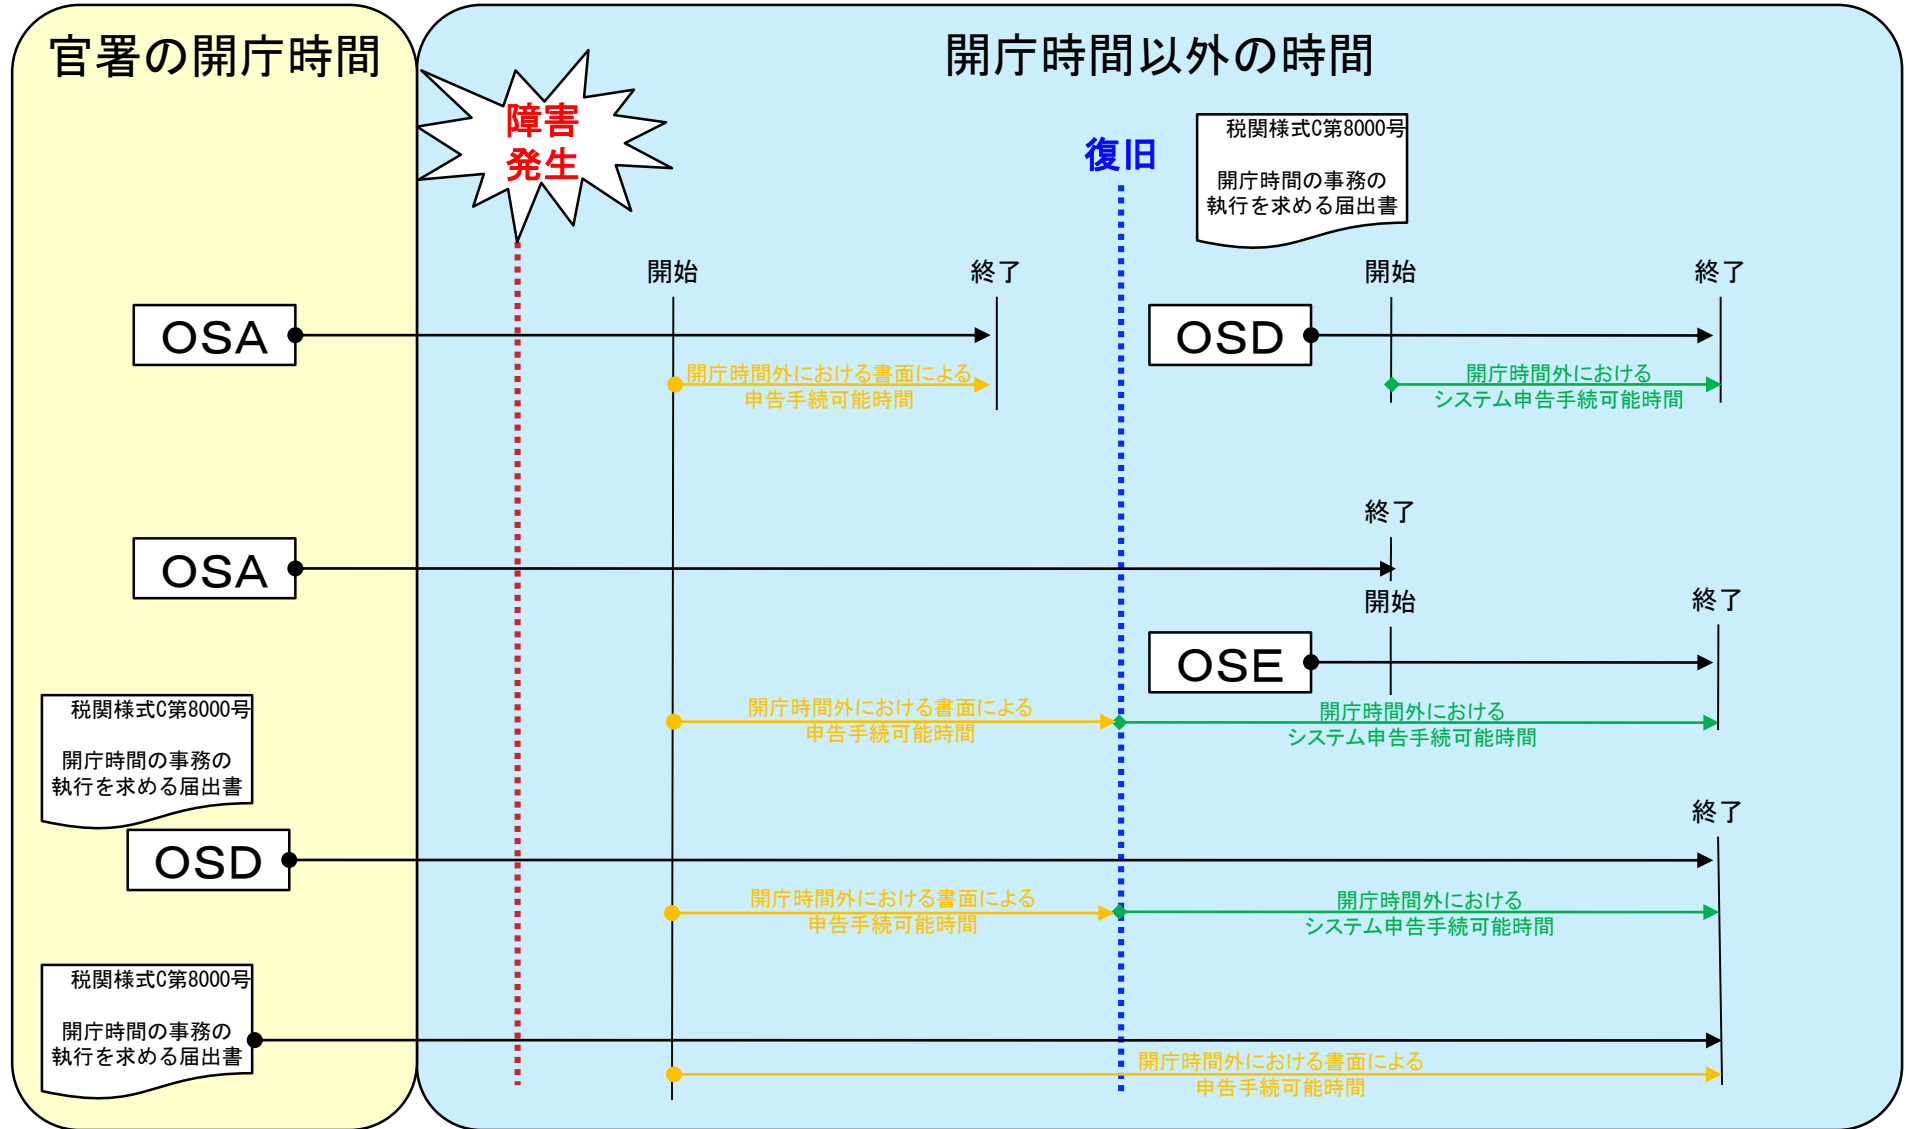 官署の開庁時間
開庁時間以外の時間
障害
発生
復旧
税関様式C第8000号
開庁時間の事務の
執行を求める届出書
開始
終了
開始
終了
OSA
OSD
開庁時間外における書面による
申告手続可能時間
開庁時間外における
システム申告手続可能時間
終了
OSA
開始
終了
OSE
税関様式C第8000号
開庁時間の事務の
執行を求める届出書
開庁時間外における書面による
申告手続可能時間
開庁時間外における
システム申告手続可能時間
終了
OSD
開庁時間外における書面による
申告手続可能時間
開庁時間外における
システム申告手続可能時間
税関様式C第8000号
開庁時間の事務の
執行を求める届出書
開庁時間外における書面による
申告手続可能時間